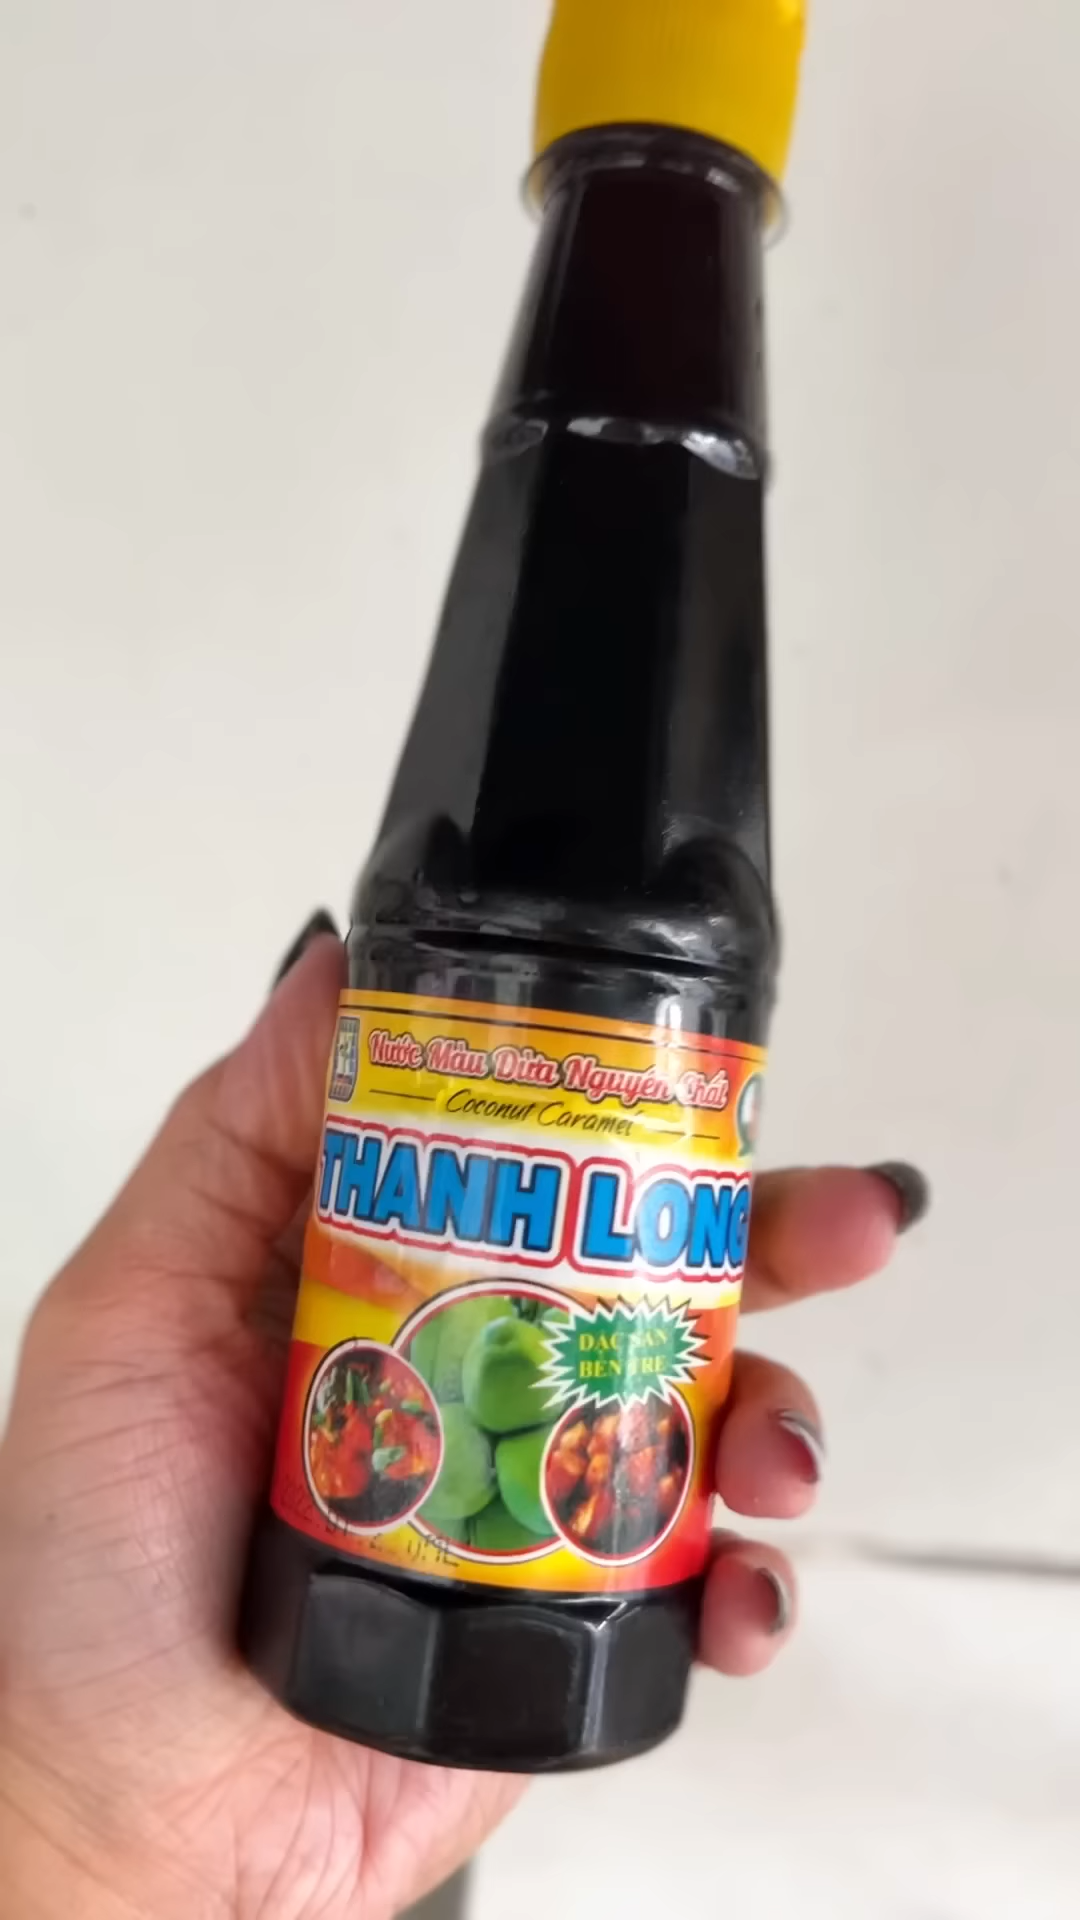 Nước Màu Dừa Nguyên Chất
Coconut Caramel
THANH LONG
ĐẶC SẢN
BẾN TRE